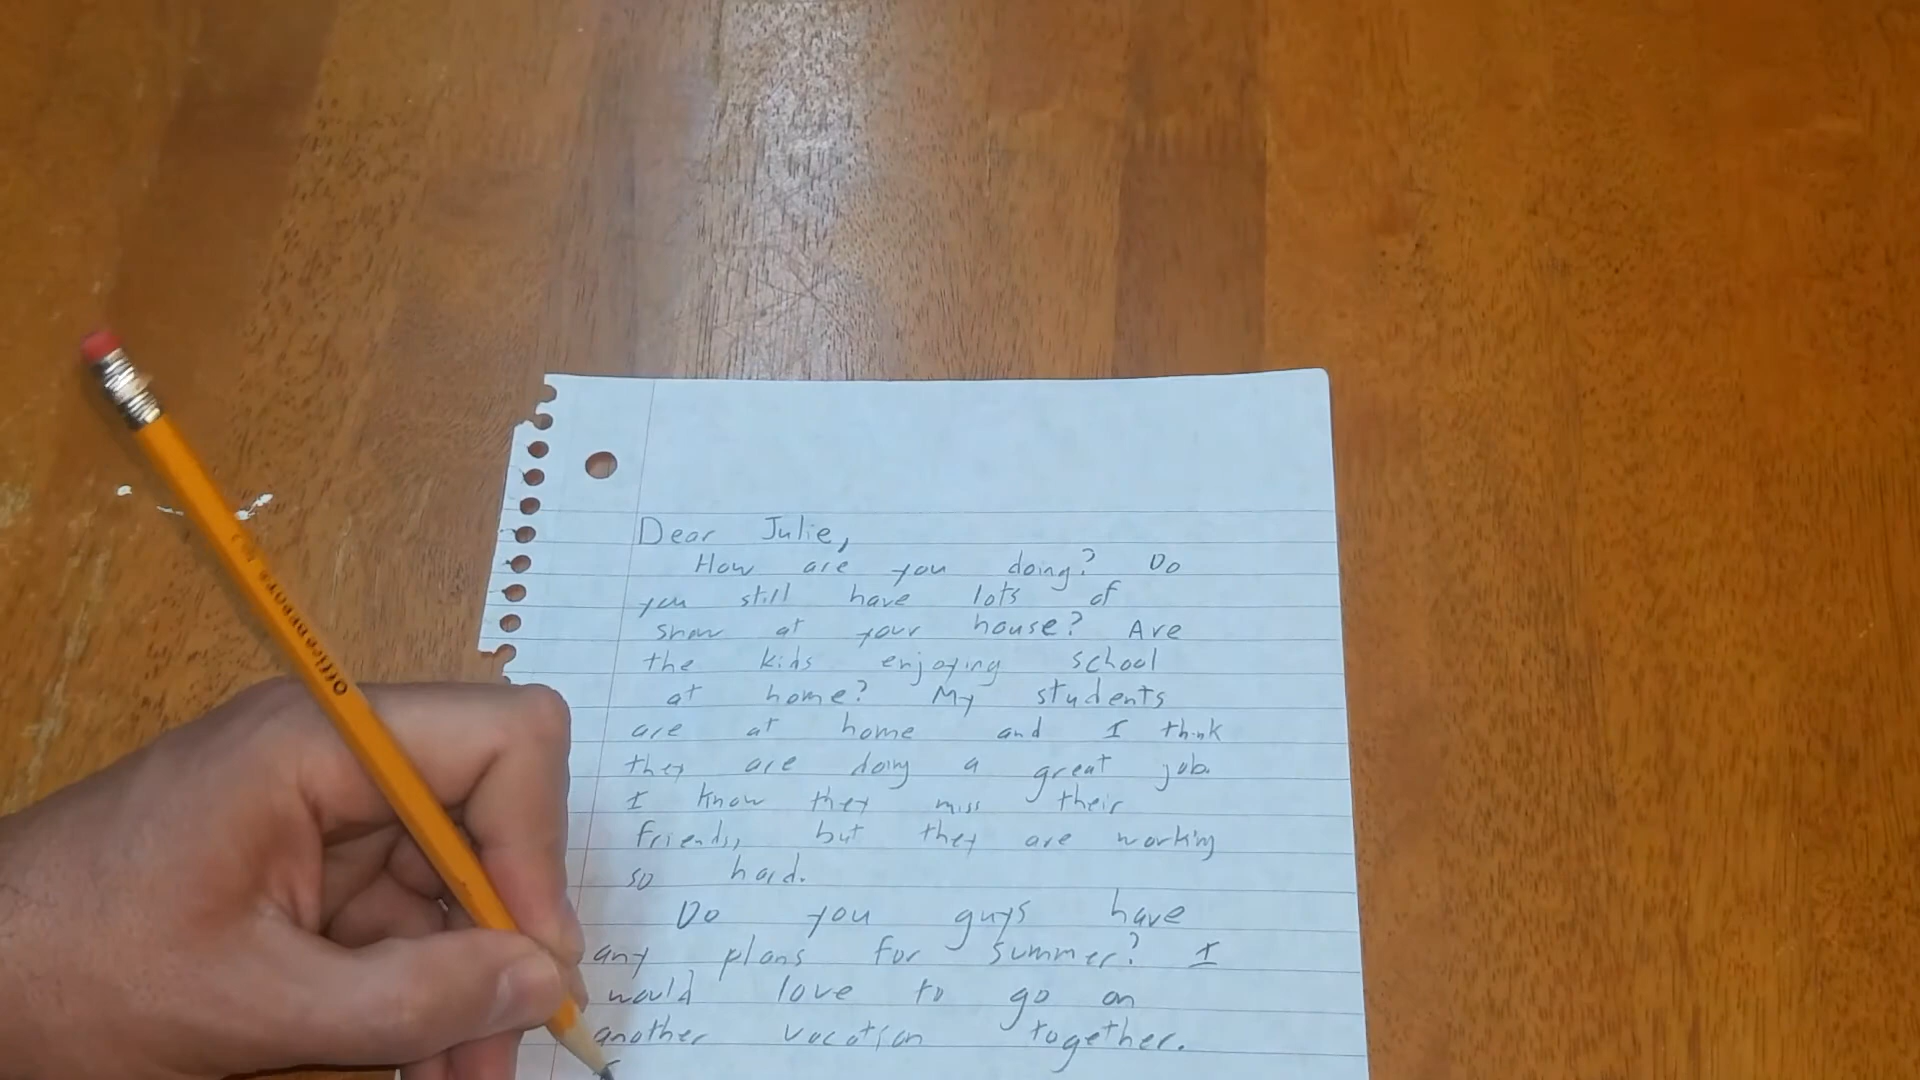 Dear Julie,
How are you doing? Do
you still have lots of
snow at your house? Are
the kids enjoying school
at home? My students
are at home and I think
they are doing a great job.
I know they miss their
friends, but they are working
so hard.
Do you guys have
any plans for summer? I
would love to go on
another vacation together.
OfficeDEPOT